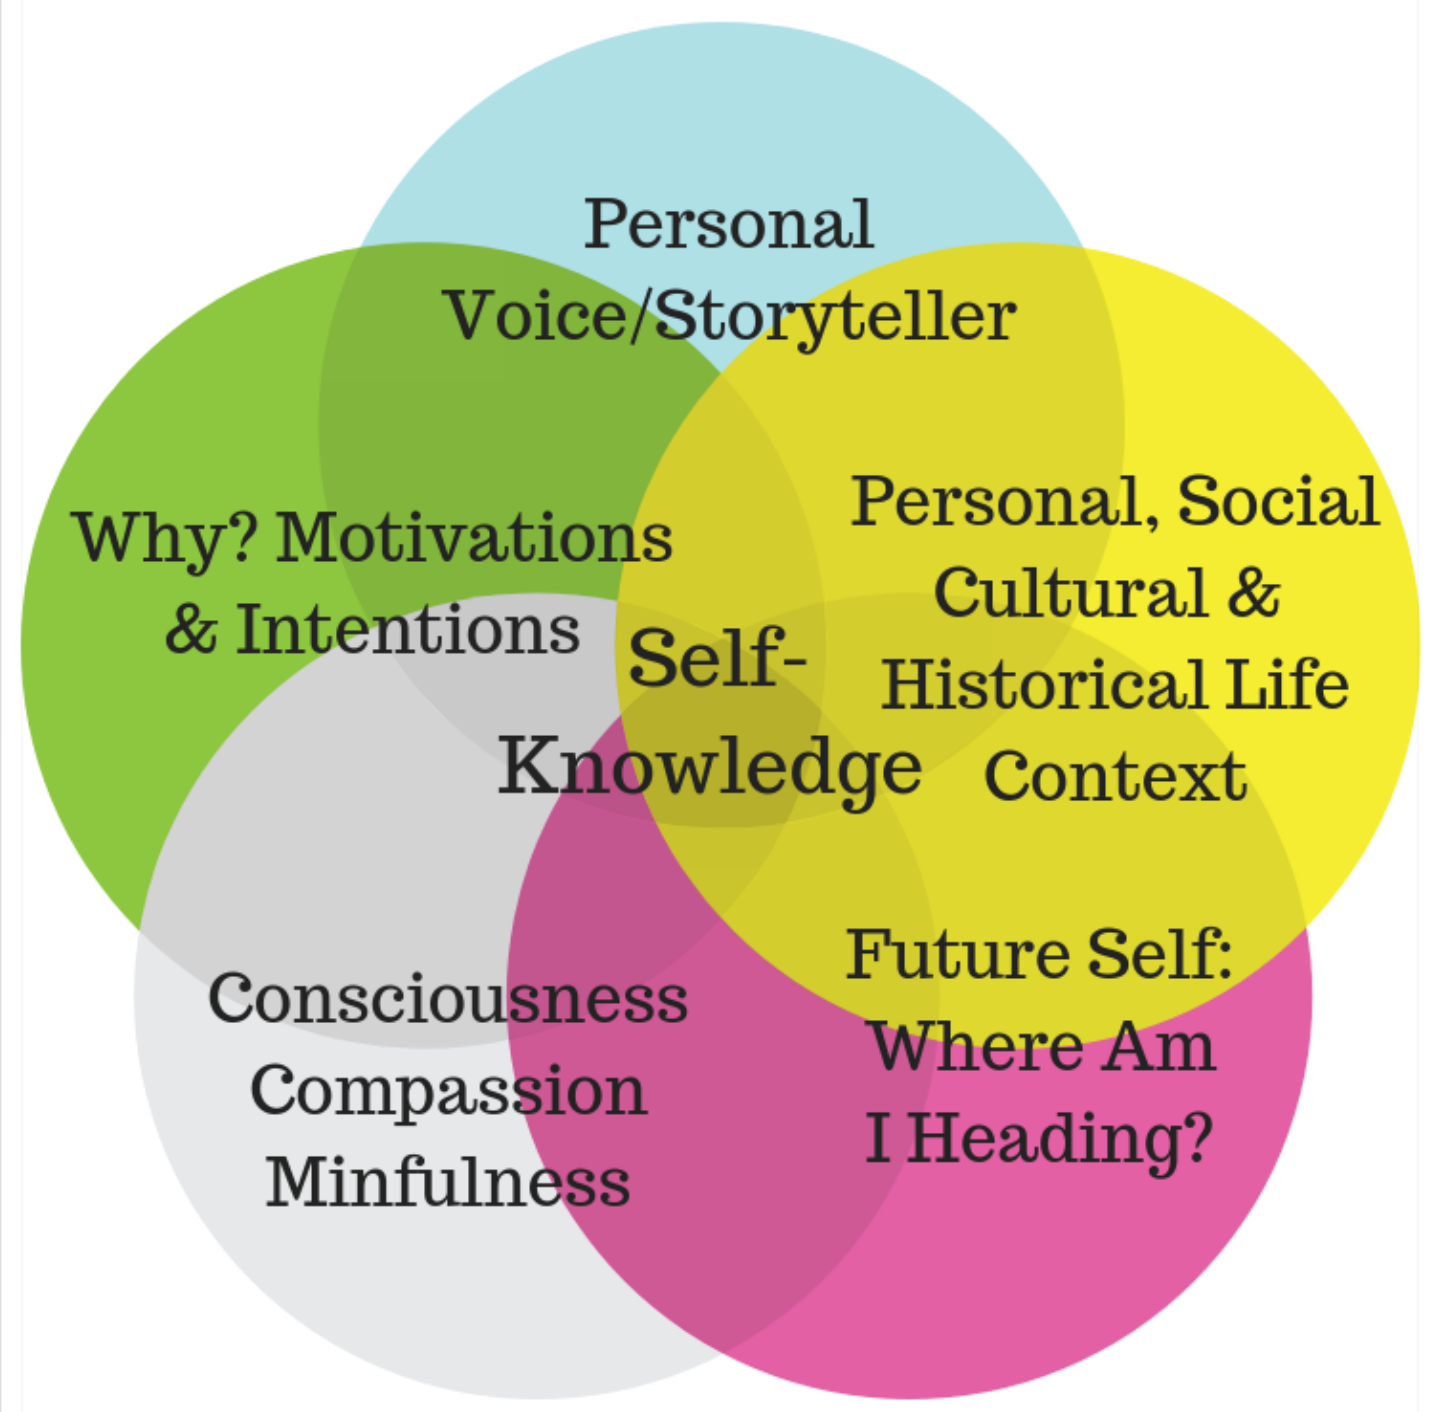 Personal
Voice/Storyteller
Why? Motivations
& Intentions
Personal, Social
Cultural &
Historical Life
Context
Self-
Knowledge
Consciousness
Compassion
Minfulness
Future Self:
Where Am
I Heading?